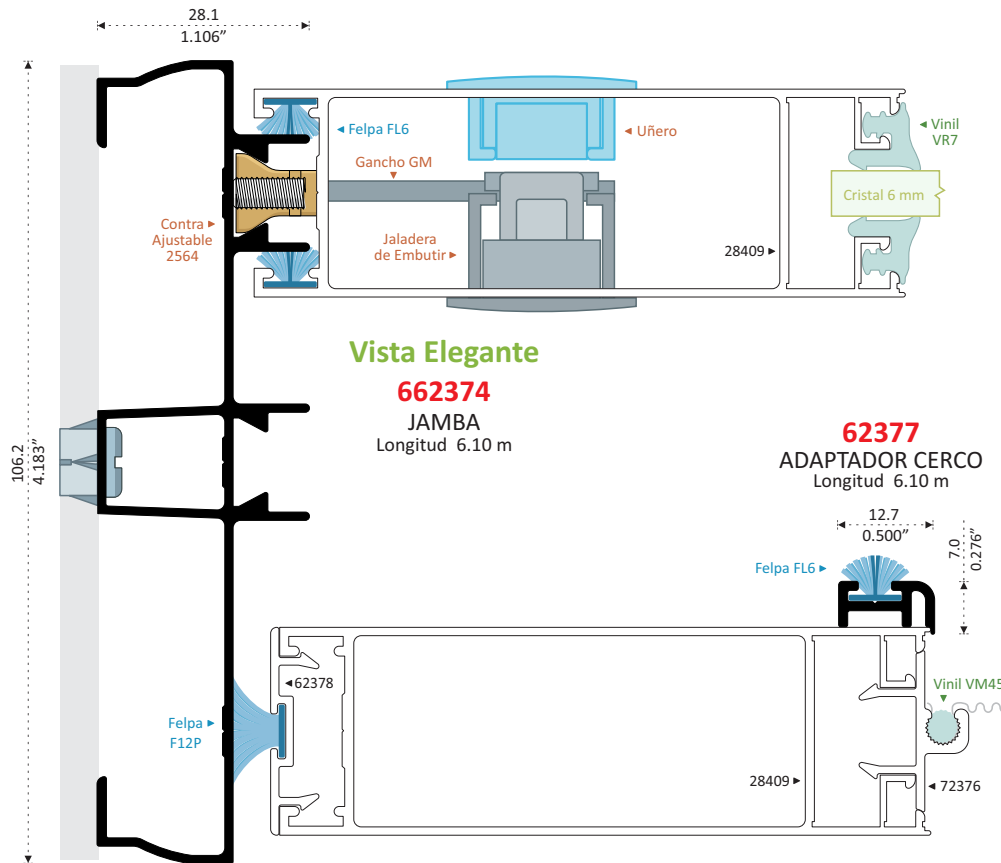 28.1
1.106”
Felpa FL6
Uñero
Vinil
VR7
Gancho GM
Cristal 6 mm
Contra
Ajustable
2564
Jaladera
de Embutir
28409
Vista Elegante
662374
JAMBA
Longitud 6.10 m
106.2
4.183”
62377
ADAPTADOR CERCO
Longitud 6.10 m
12.7
0.500”
7.0
0.276”
Felpa FL6
62378
Vinil VM45
Felpa
F12P
28409
72376